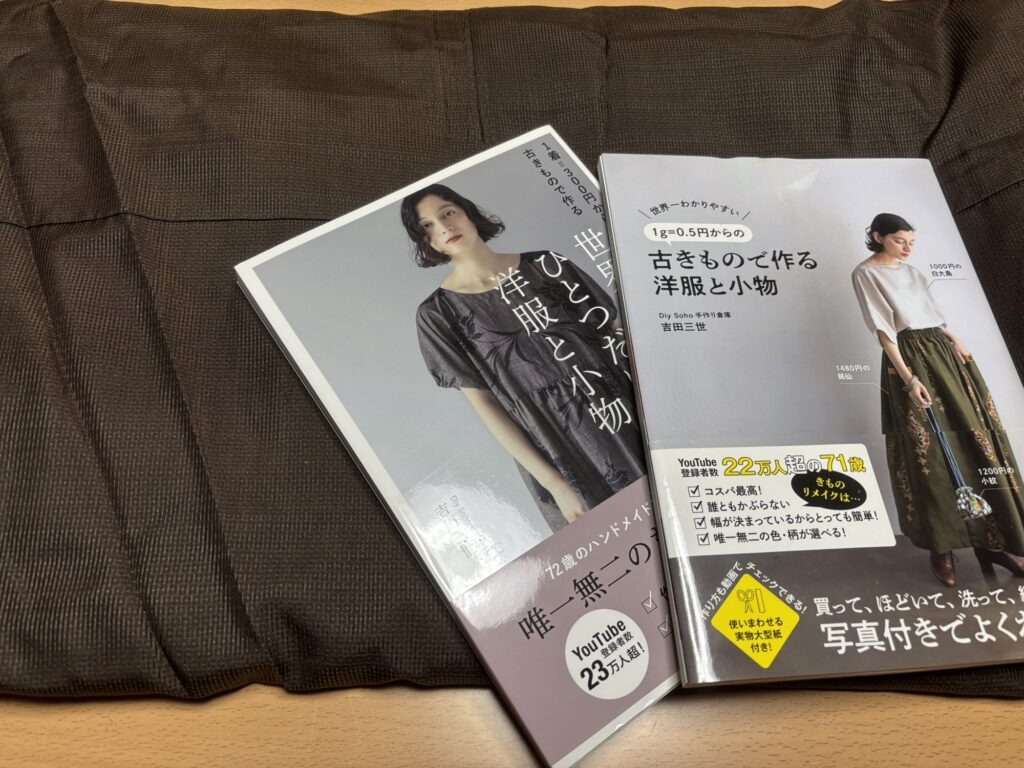 1着=300円か
古きもので作る
世界
ひとつだ
洋服と小物
72歳のハンドメイド
唯一無二の
YouTube
登録者数
23万人超!
世界一わかりやすい
1g=0.5円からの
古きもので作る
洋服と小物
Diy Soho 手作り倉庫
吉田三世
1000円の
白大島
1480円の
銘仙
1200円の
小紋
YouTube
登録者数 22万人超の71歳
きもの
リメイクは…
コスパ最高!
誰ともかぶらない
幅が決まっているからとっても簡単!
唯一無二の色・柄が選べる!
作り方も動画でチェックできる!
使いまわせる
実物大型紙
付き!
買って、ほどいて、洗って、
写真付きでよく